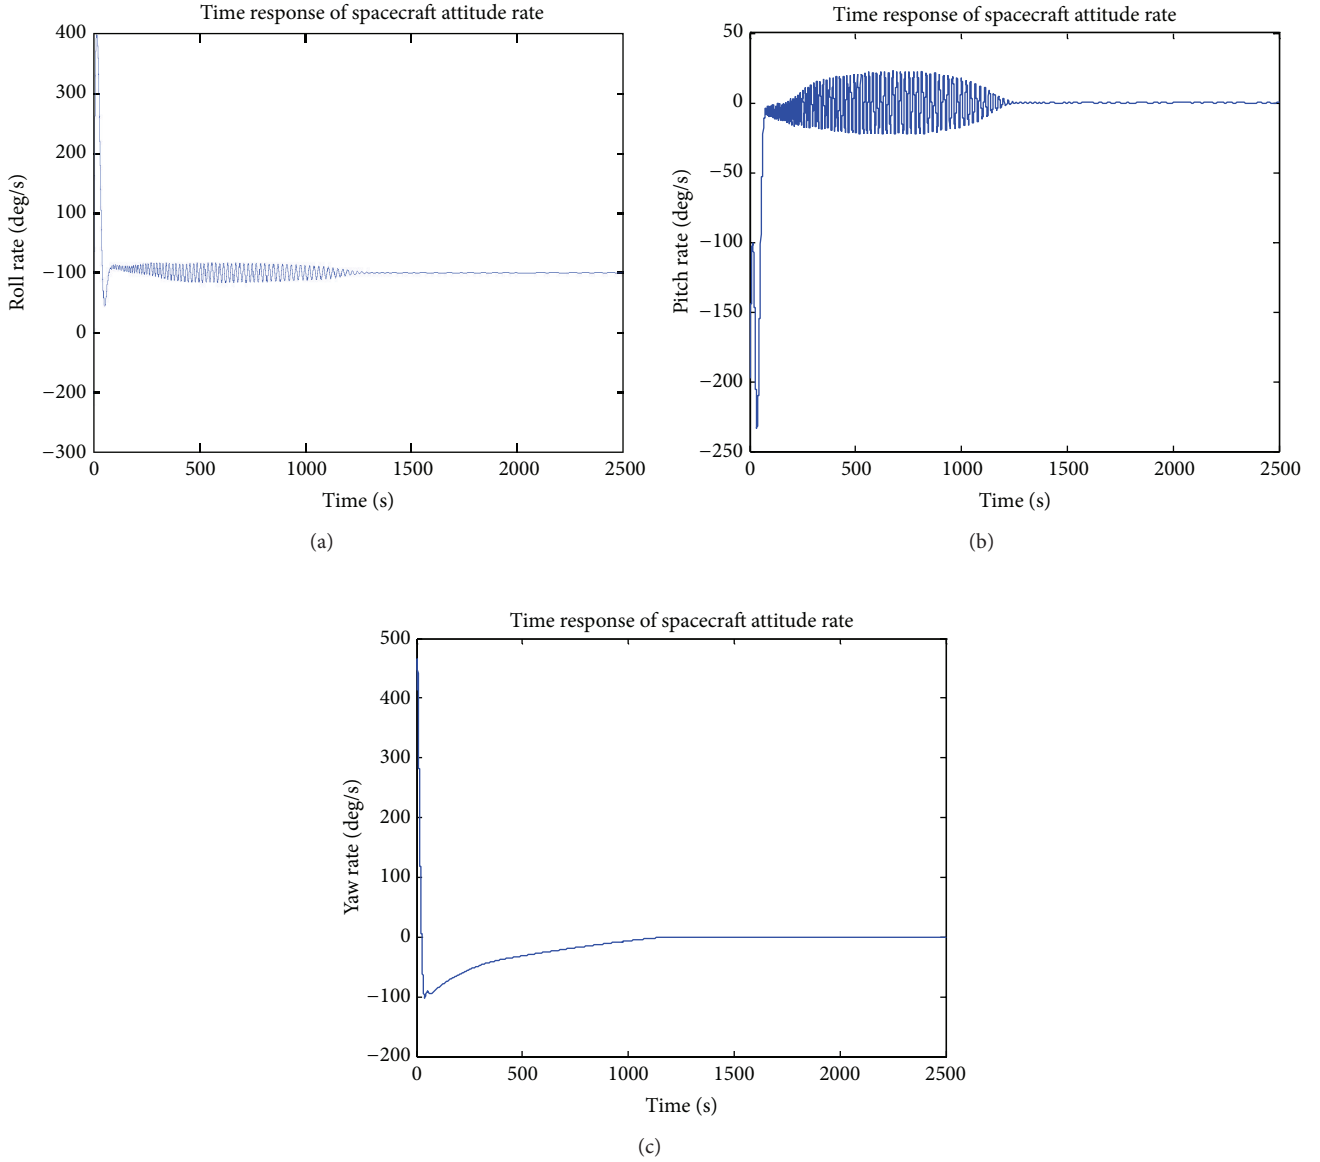 Time response of spacecraft attitude rate
400
300
200
100
−100
0
−200
−300
Roll rate (deg/s)
0 500 1000 1500 2000 2500
Time (s)
(a)
Time response of spacecraft attitude rate
50
0
−50
−100
−150
−200
−250
Pitch rate (deg/s)
0 500 1000 1500 2000 2500
Time (s)
(b)
Time response of spacecraft attitude rate
500
400
300
200
100
0
−100
−200
Yaw rate (deg/s)
0 500 1000 1500 2000 2500
Time (s)
(c)